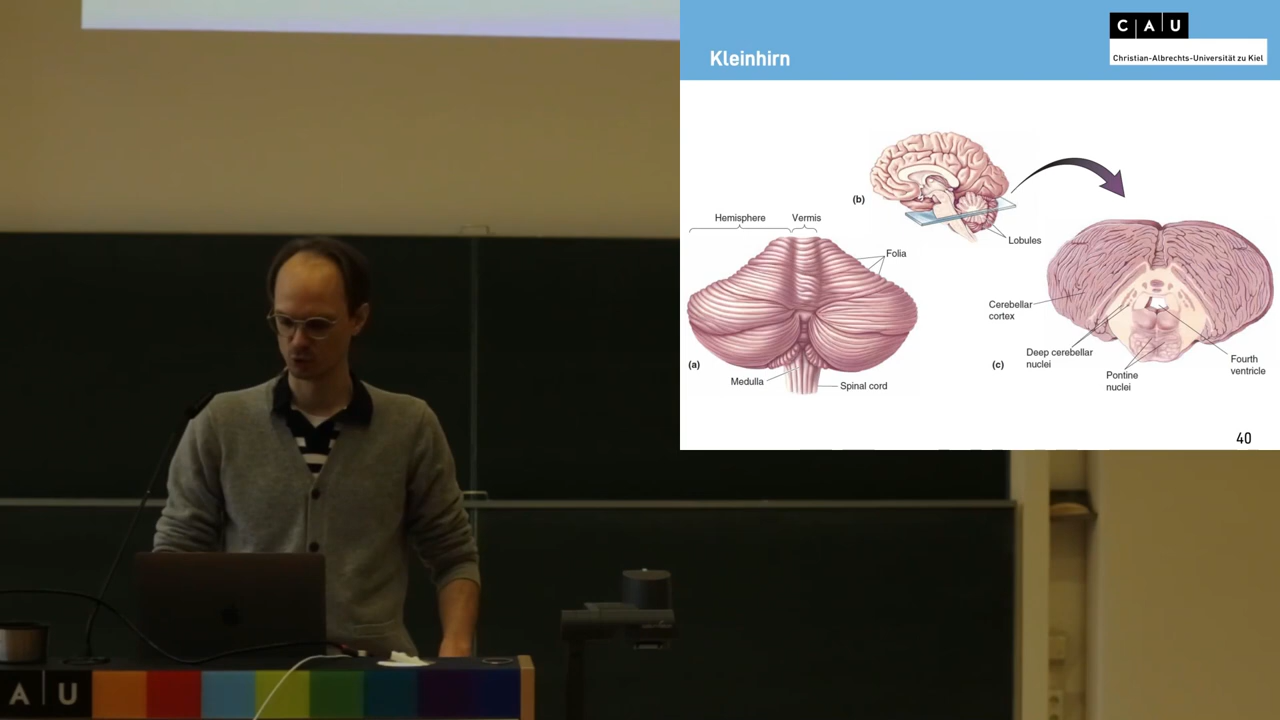 Kleinhirn
C A U
Christian-Albrechts-Universität zu Kiel
(b)
Lobules
Hemisphere
Vermis
Folia
(a)
Medulla
Spinal cord
Cerebellar
cortex
Deep cerebellar
nuclei
(c)
Pontine
nuclei
Fourth
ventricle
40
A U